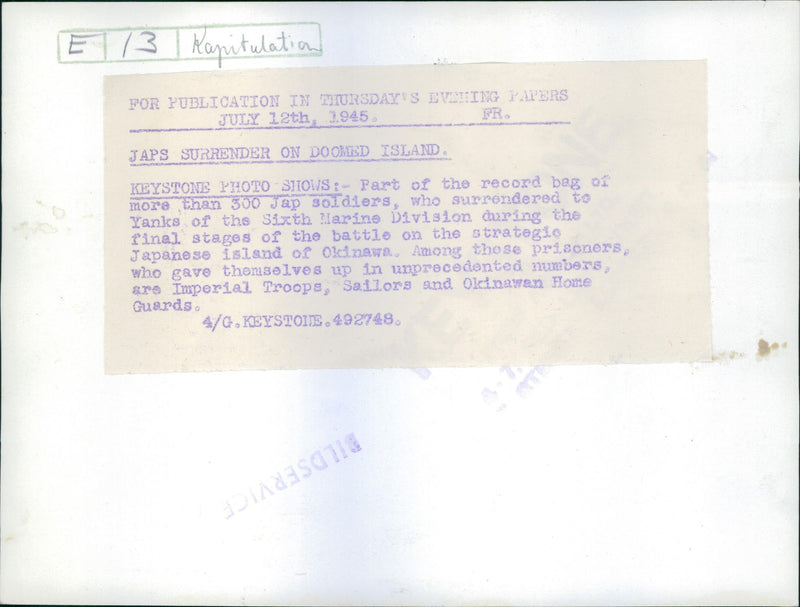 E 13 Kapitulation
FOR PUBLICATION IN THURSDAY'S EVENING PAPERS
JULY 12th, 1945. FR.
JAPS SURRENDER ON DOOMED ISLAND.
KEYSTONE PHOTO SHOWS:- Part of the record bag of
more than 300 Jap soldiers, who surrendered to
Yanks of the Sixth Marine Division during the
final stages of the battle on the strategic
Japanese island of Okinawa. Among those prisoners,
who gave themselves up in unprecedented numbers,
are Imperial Troops, Sailors and Okinawan Home
Guards.
4/G.KEYSTONE.492748.
BILDSERVICE